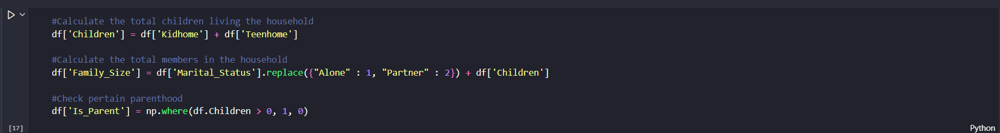 #Calculate the total children living the household
df['Children'] = df['Kidhome'] + df['Teenhome']
#Calculate the total members in the household
df['Family_Size'] = df['Marital_Status'].replace({"Alone" : 1, "Partner" : 2}) + df['Children']
#Check pertain parenthood
df['Is_Parent'] = np.where(df.Children > 0, 1, 0)
[17]
Python